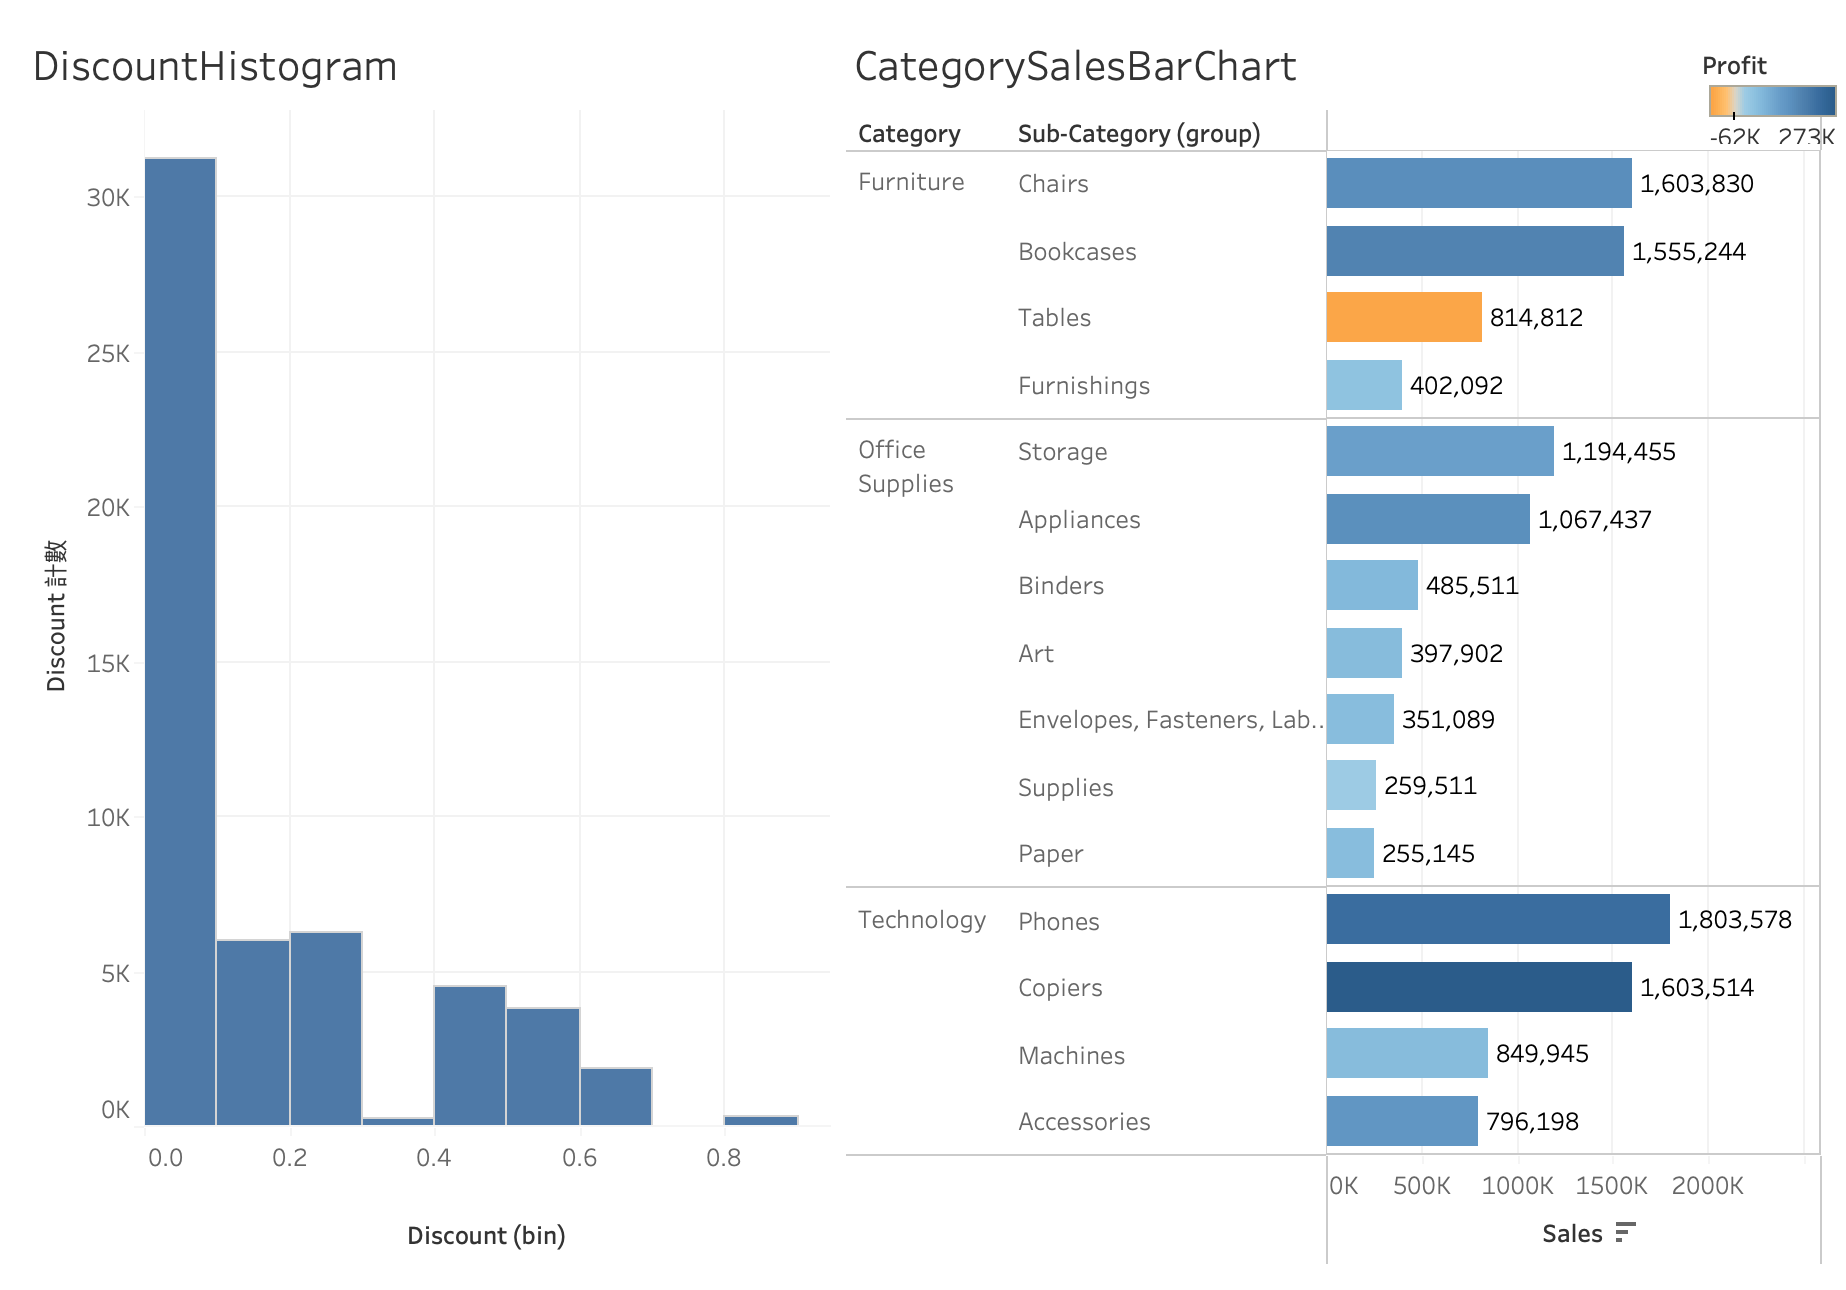 DiscountHistogram
30K
25K
20K
15K
10K
5K
0K
Discount 計數
0.0 0.2 0.4 0.6 0.8
Discount (bin)
CategorySalesBarChart
Profit
-62K 273K
Category Sub-Category (group)
Furniture Chairs 1,603,830
Bookcases 1,555,244
Tables 814,812
Furnishings 402,092
Office Supplies Storage 1,194,455
Appliances 1,067,437
Binders 485,511
Art 397,902
Envelopes, Fasteners, Lab.. 351,089
Supplies 259,511
Paper 255,145
Technology Phones 1,803,578
Copiers 1,603,514
Machines 849,945
Accessories 796,198
0K 500K 1000K 1500K 2000K
Sales